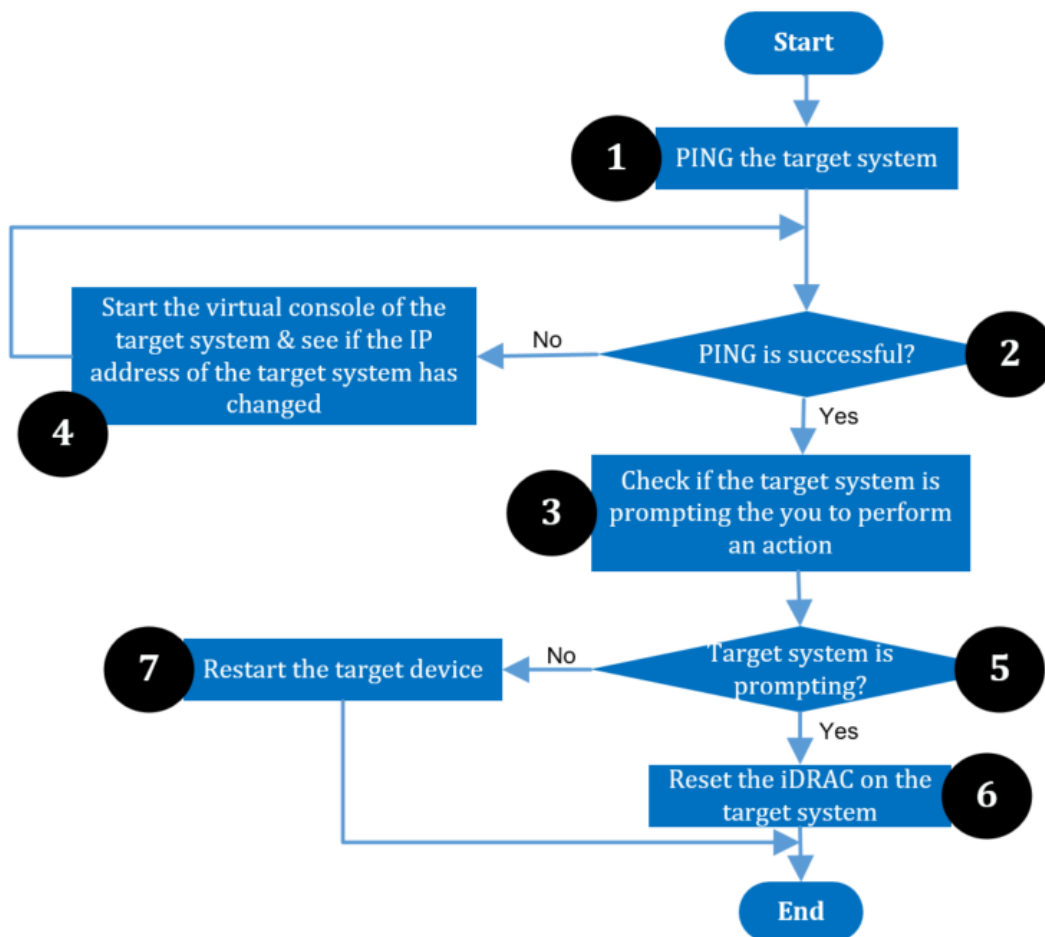 Start
1
PING the target system
Start the virtual console of the
target system & see if the IP
address of the target system has
changed
4
No
PING is successful?
2
Yes
3
Check if the target system is
prompting the you to perform
an action
7
Restart the target device
No
Target system is
prompting?
5
Yes
Reset the iDRAC on the
target system
6
End